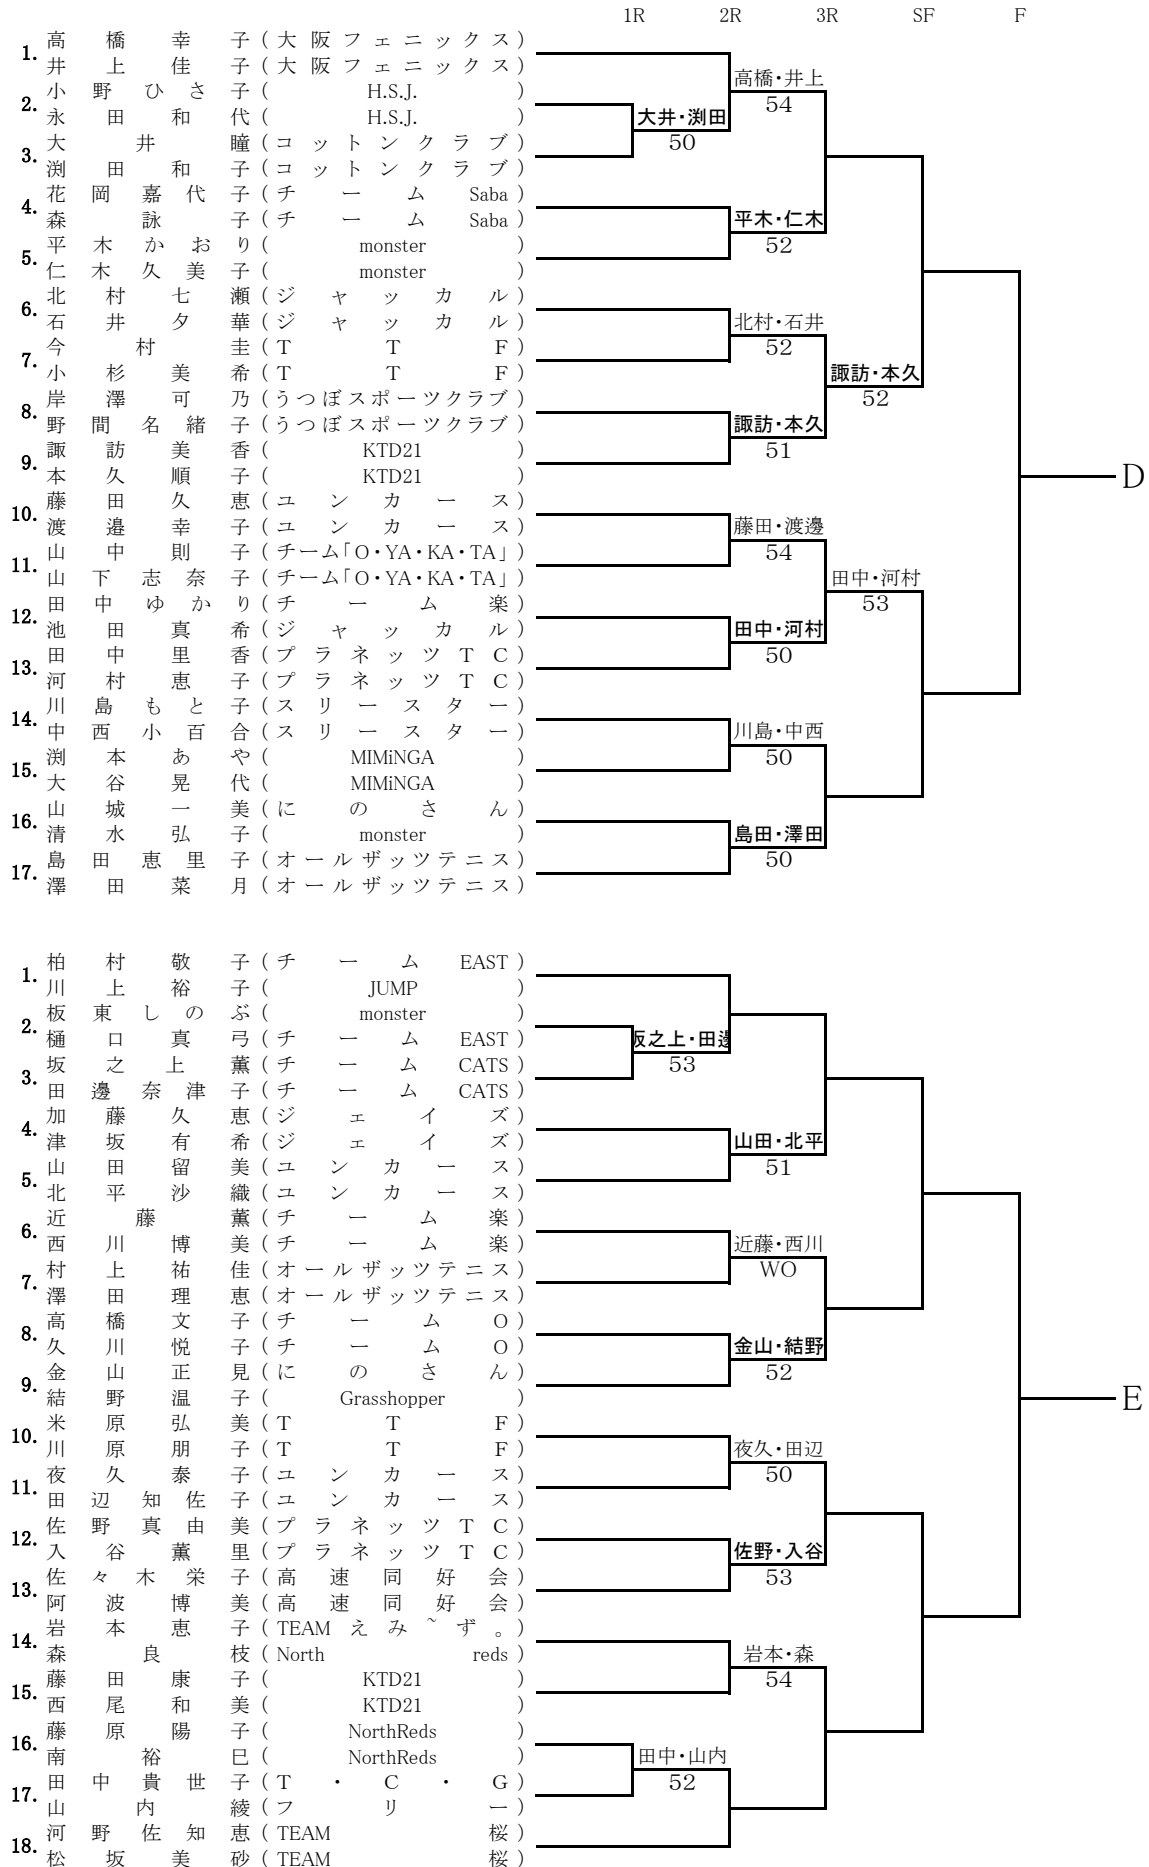 1R 2R 3R SF F
1. 高橋幸子(大阪フェニックス)
井上佳子(大阪フェニックス)
高橋・井上
54
2. 小野ひさ子(H.S.J.)
永田和代(H.S.J.)
大井・渕田
50
3. 大井瞳(コットンクラブ)
渕田和子(コットンクラブ)
4. 花岡嘉代子(チームSaba)
森詠子(チームSaba)
平木・仁木
52
5. 平木かおり(monster)
仁木久美子(monster)
6. 北村七瀬(ジャッカル)
石井夕華(ジャッカル)
北村・石井
52
7. 今村圭(TTF)
小杉美希(TTF)
諏訪・本久
52
8. 岸澤可乃(うつぼスポーツクラブ)
野間名緒子(うつぼスポーツクラブ)
諏訪・本久
51
9. 諏訪美香(KTD21)
本久順子(KTD21)
D
10. 藤田久恵(ユンカース)
渡邉幸子(ユンカース)
藤田・渡邊
54
11. 山中則子(チーム「O・YA・KA・TA」)
山下志奈子(チーム「O・YA・KA・TA」)
田中・河村
53
12. 田中ゆかり(チーム楽)
池田真希(ジャッカル)
田中・河村
50
13. 田中里香(プラネッツTC)
河村恵子(プラネッツTC)
14. 川島もと子(スリースター)
中西小百合(スリースター)
川島・中西
50
15. 渕本あや(MIMiNGA)
大谷晃代(MIMiNGA)
16. 山城一美(にのさん)
清水弘子(monster)
島田・澤田
50
17. 島田恵里子(オールザッツテニス)
澤田菜月(オールザッツテニス)
1. 柏村敬子(チームEAST)
川上裕子(JUMP)
2. 板東しのぶ(monster)
樋口真弓(チームEAST)
坂之上・田邊
53
3. 坂之上薫(チームCATS)
田邊奈津子(チームCATS)
4. 加藤久恵(ジェイズ)
津坂有希(ジェイズ)
山田・北平
51
5. 山田留美(ユンカース)
北平沙織(ユンカース)
6. 近藤薫(チーム楽)
西川博美(チーム楽)
近藤・西川
WO
7. 村上祐佳(オールザッツテニス)
澤田理恵(オールザッツテニス)
8. 高橋文子(チームO)
久川悦子(チームO)
金山・結野
52
9. 金山正見(にのさん)
結野温子(Grasshopper)
E
10. 米原弘美(TTF)
川原朋子(TTF)
夜久・田辺
50
11. 夜久泰子(ユンカース)
田辺知佐子(ユンカース)
12. 佐野真由美(プラネッツTC)
入谷薫里(プラネッツTC)
佐野・入谷
53
13. 佐々木栄子(高速同好会)
阿波博美(高速同好会)
14. 岩本恵子(TEAMえみ~ず。)
森良枝(North reds)
岩本・森
54
15. 藤田康子(KTD21)
西尾和美(KTD21)
16. 藤原陽子(NorthReds)
南裕巳(NorthReds)
田中・山内
52
17. 田中貴世子(T・C・G)
山内綾(フリー)
18. 河野佐知恵(TEAM桜)
松坂美砂(TEAM桜)